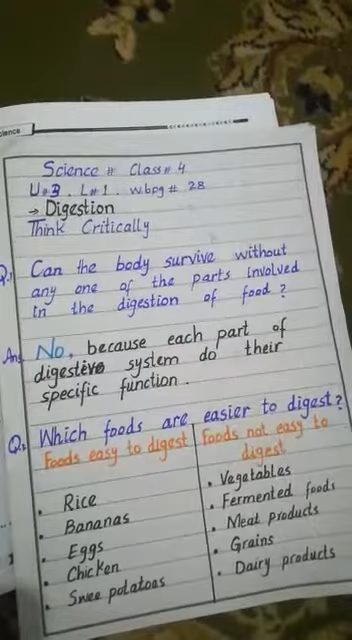 cience
Science # Class # 4
U#3. L#1. w.bpg # 28
→ Digestion
Think Critically
Q: Can the body survive without
any one of the parts involved
in the digestion of food?
Ans No, because each part of
digestive system do their
specific function.
Q: Which foods are easier to digest?
Foods easy to digest
Foods not easy to
digest
• Rice
• Bananas
• Eggs
• Chicken
• Swee potatoes
• Vegetables
• Fermented foods
• Meat products
• Grains
• Dairy products